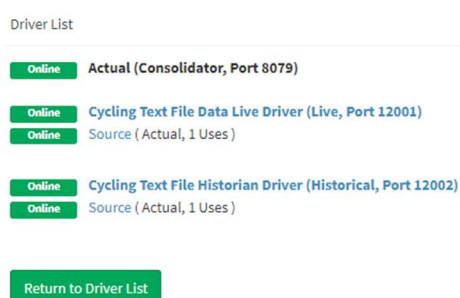 Driver List
Online Actual (Consolidator, Port 8079)
Online Cycling Text File Data Live Driver (Live, Port 12001)
Online Source ( Actual, 1 Uses )
Online Cycling Text File Historian Driver (Historical, Port 12002)
Online Source ( Actual, 1 Uses )
Return to Driver List